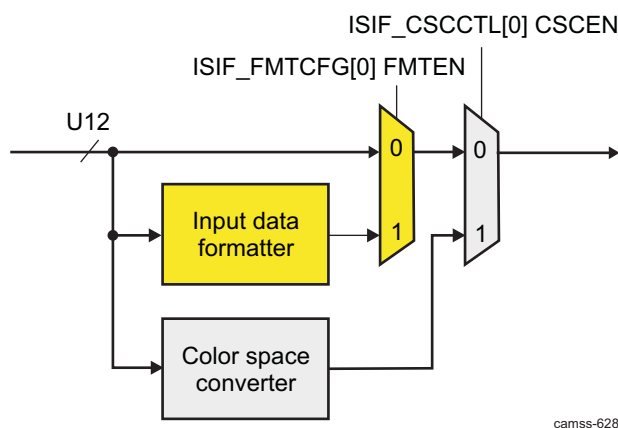 ISIF_CSCCTL[0] CSCEN
ISIF_FMTCFG[0] FMTEN
U12
0
0
Input data
formatter
1
1
Color space
converter
camss-628